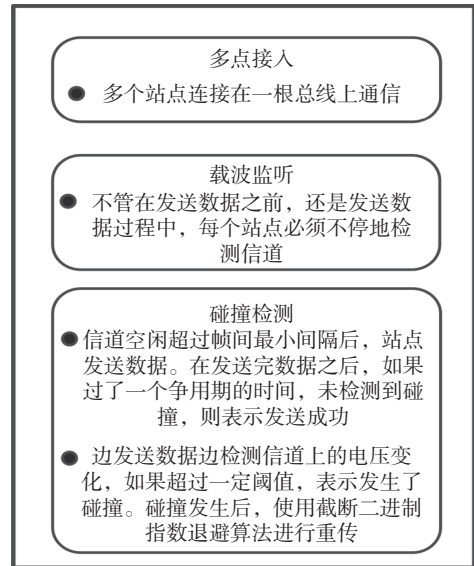 多点接入
● 多个站点连接在一根总线上通信
载波监听
● 不管在发送数据之前，还是发送数
据过程中，每个站点必须不停地检
测信道
碰撞检测
● 信道空闲超过帧间最小间隔后，站点
发送数据。在发送完数据之后，如果
过了一个争用期的时间，未检测到碰
撞，则表示发送成功
● 边发送数据边检测信道上的电压变
化，如果超过一定阈值，表示发生了
碰撞。碰撞发生后，使用截断二进制
指数退避算法进行重传